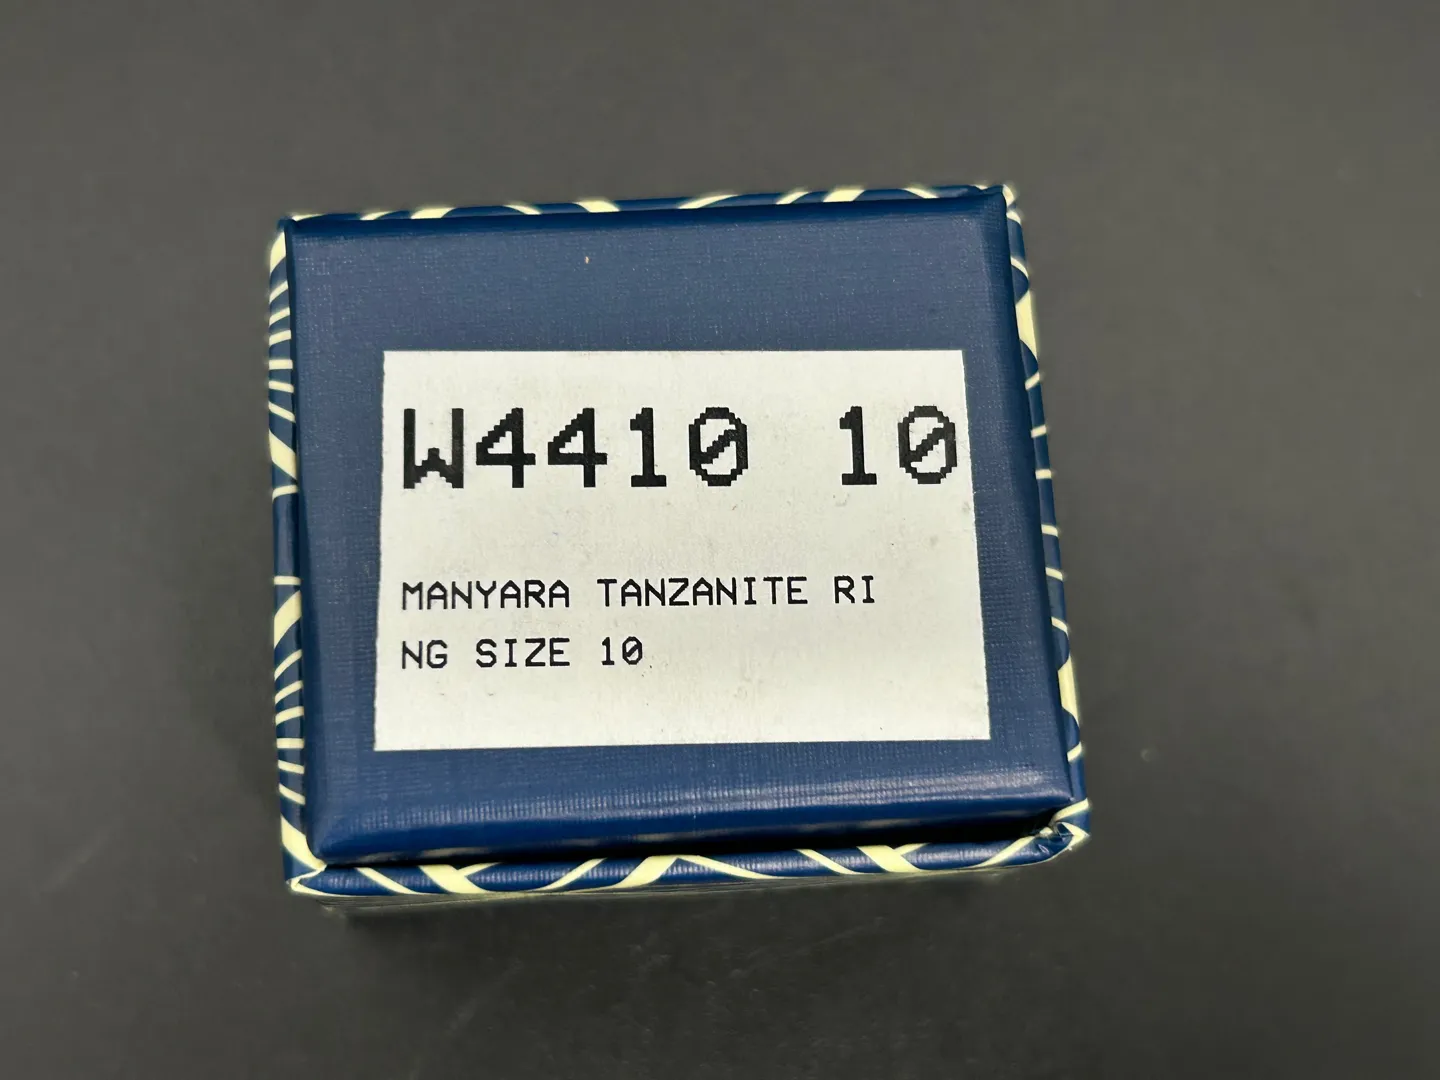 W4410 10
MANYARA TANZANITE RI
NG SIZE 10